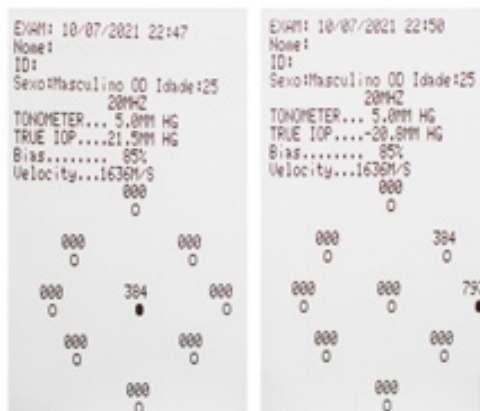 EXAM: 10/07/2021 22:47
Nome:
ID:
Sexo:Masculino OD Idade:25
20MHZ
TONOMETER... 5.0MM HG
TRUE IOP....21.5MM HG
Bias........ 85%
Velocity...1636M/S
000
000 000
000 384 000
000 000
000
EXAM: 10/07/2021 22:50
Nome:
ID:
Sexo:Masculino OD Idade:25
20MHZ
TONOMETER... 5.0MM HG
TRUE IOP....-20.8MM HG
Bias........ 85%
Velocity...1636M/S
000
000 384
000 000 797
000 000
000